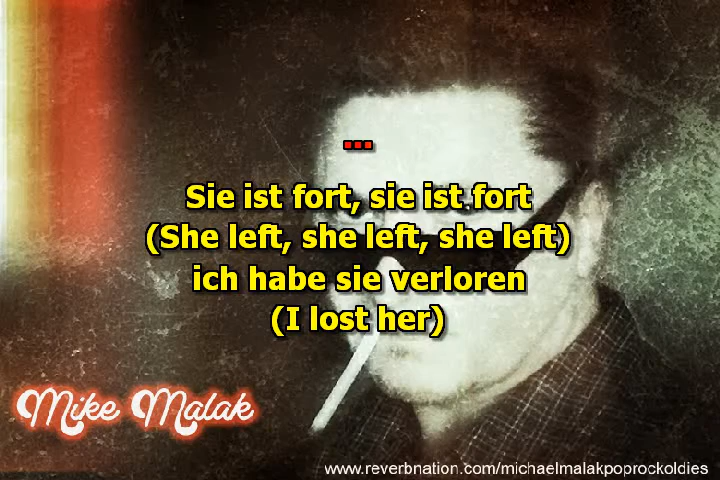 ...
Sie ist fort, sie ist fort
(She left, she left, she left)
ich habe sie verloren
(I lost her)
Mike Malak
www.reverbnation.com/michaelmalakpoprockoldies